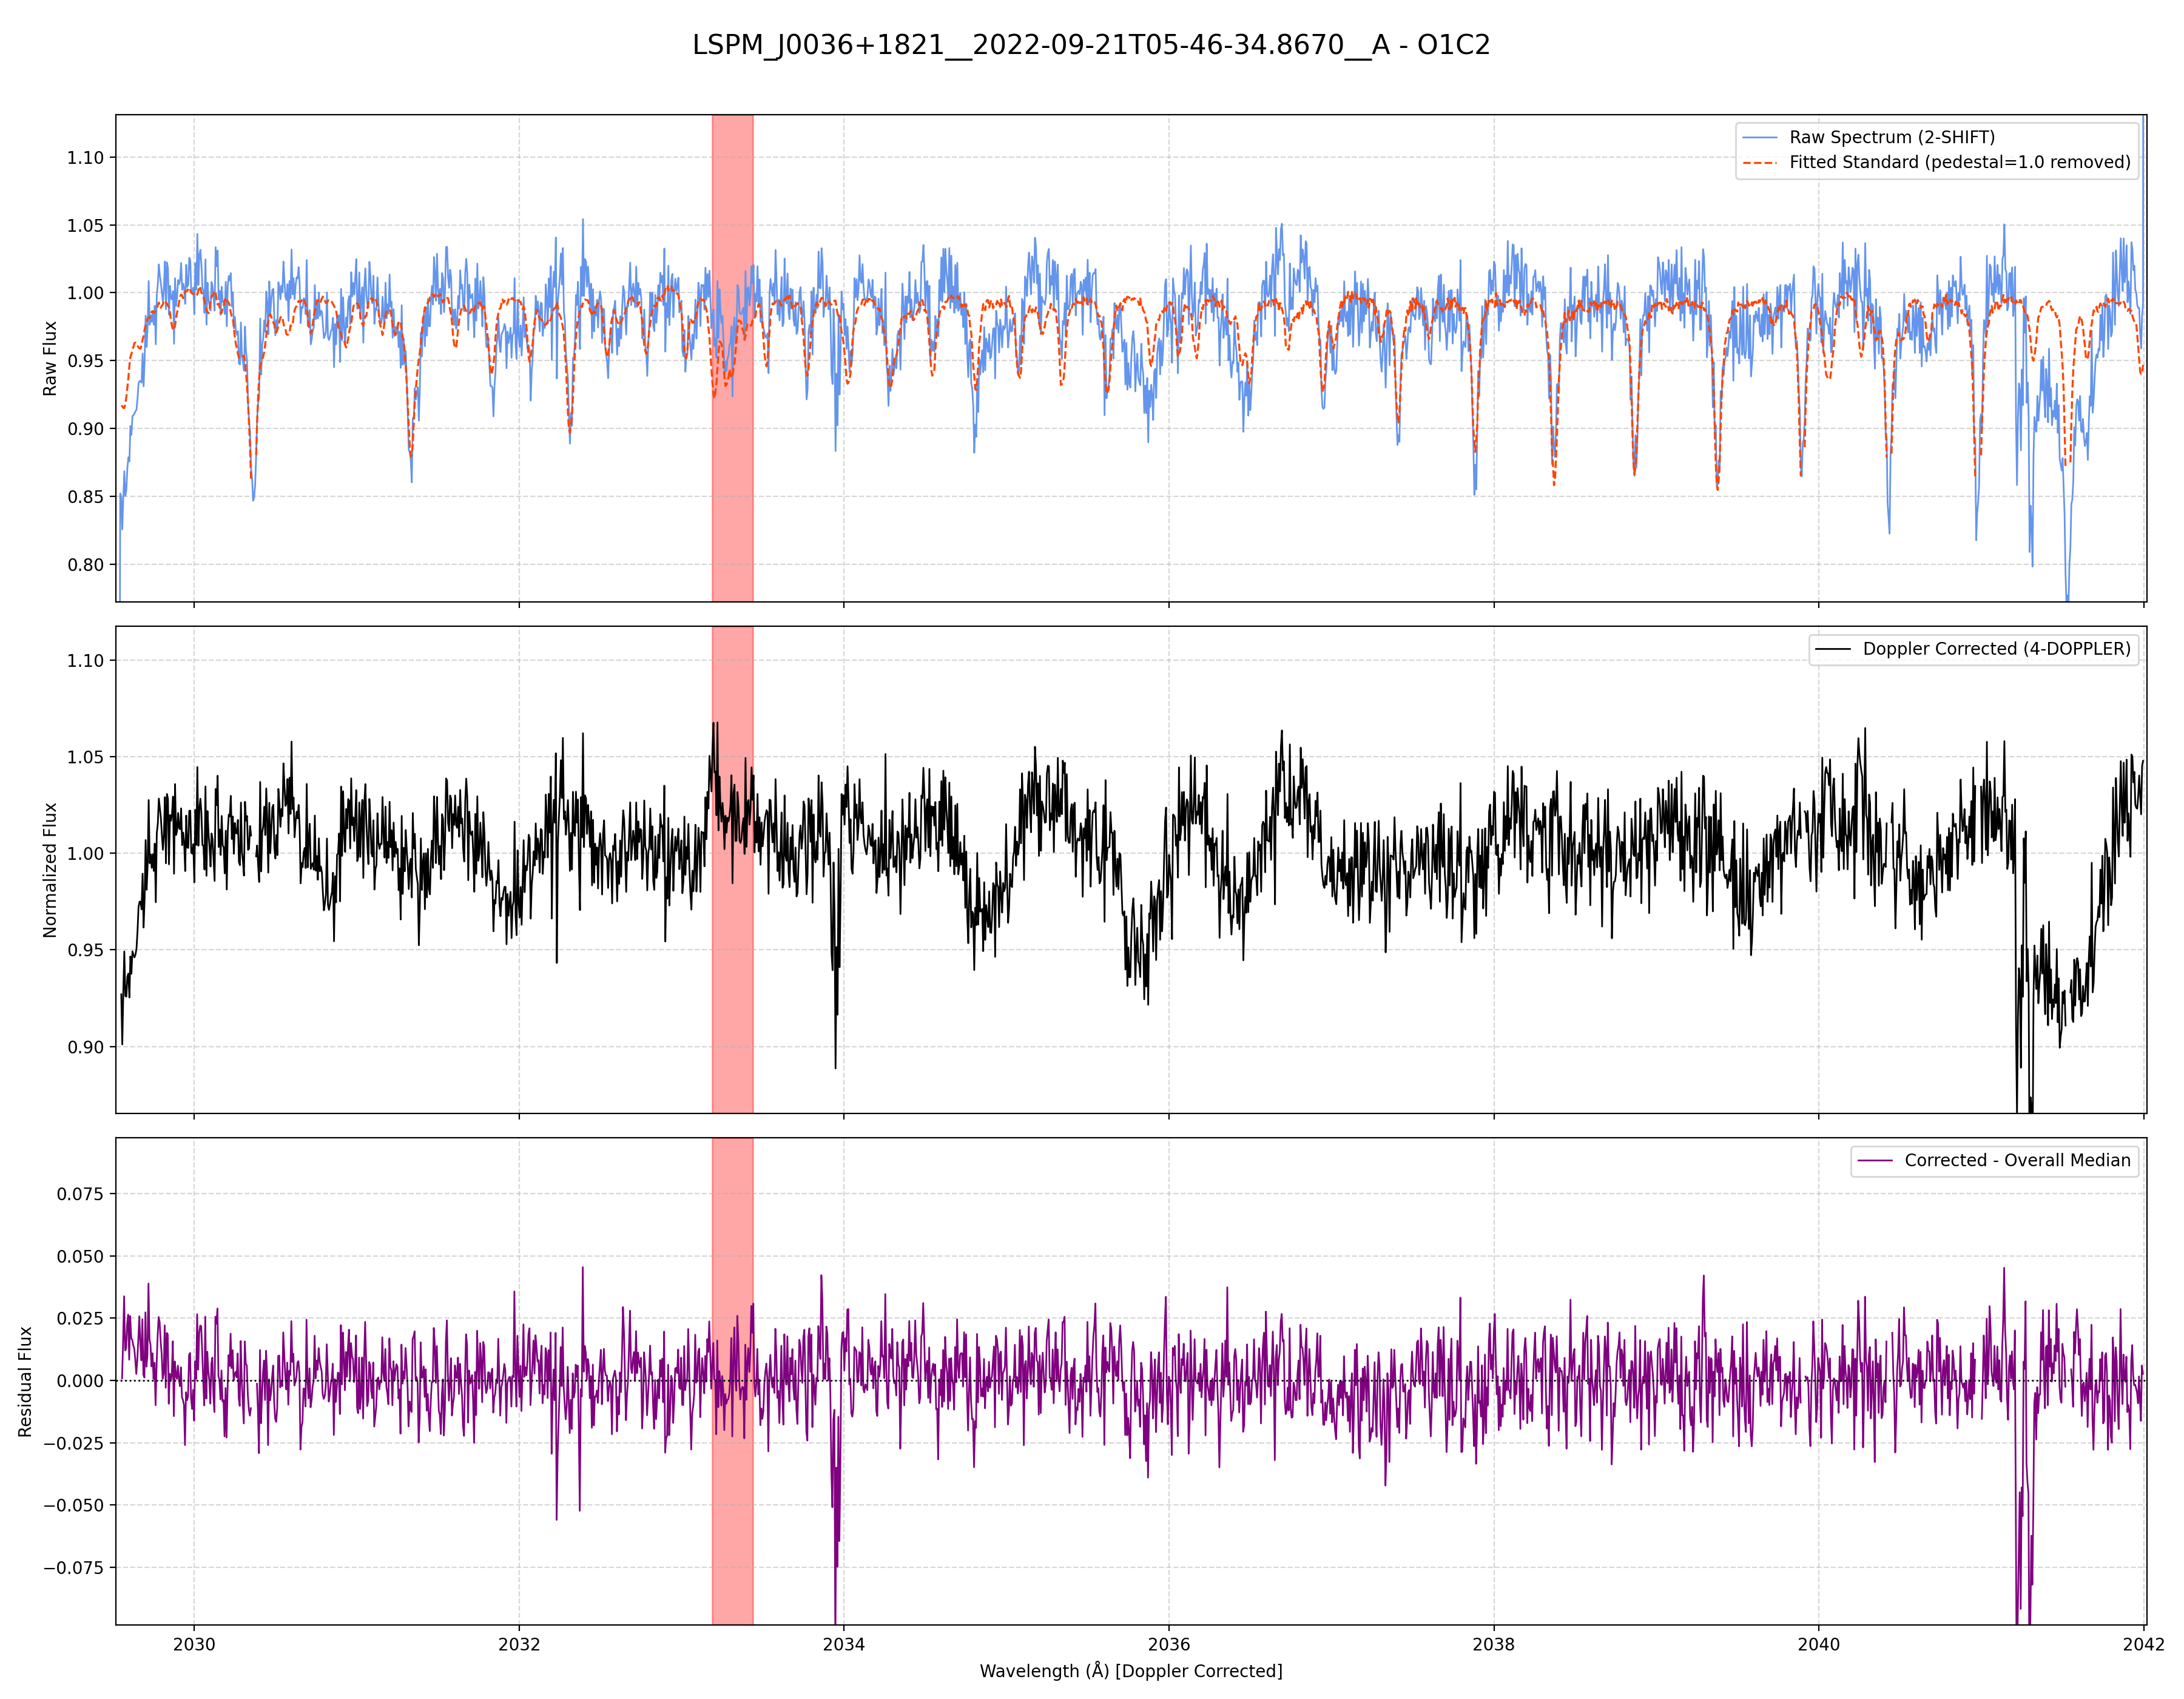 LSPM_J0036+1821__2022-09-21T05-46-34.8670__A - O1C2
Raw Flux
1.10
1.05
1.00
0.95
0.90
0.85
0.80
Raw Spectrum (2-SHIFT)
Fitted Standard (pedestal=1.0 removed)
Normalized Flux
1.10
1.05
1.00
0.95
0.90
Doppler Corrected (4-DOPPLER)
Residual Flux
0.075
0.050
0.025
0.000
−0.025
−0.050
−0.075
Corrected - Overall Median
2030 2032 2034 2036 2038 2040 2042
Wavelength (Å) [Doppler Corrected]